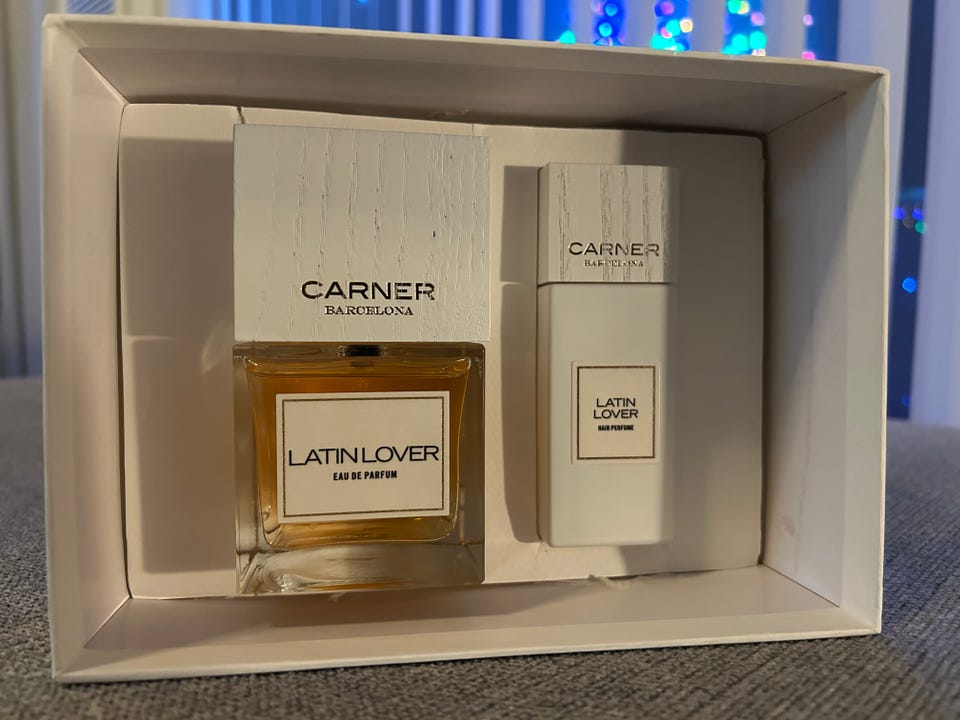 CARNER
BARCELONA
LATIN LOVER
EAU DE PARFUM
CARNER
BARCELONA
LATIN
LOVER
HAIR PERFUME